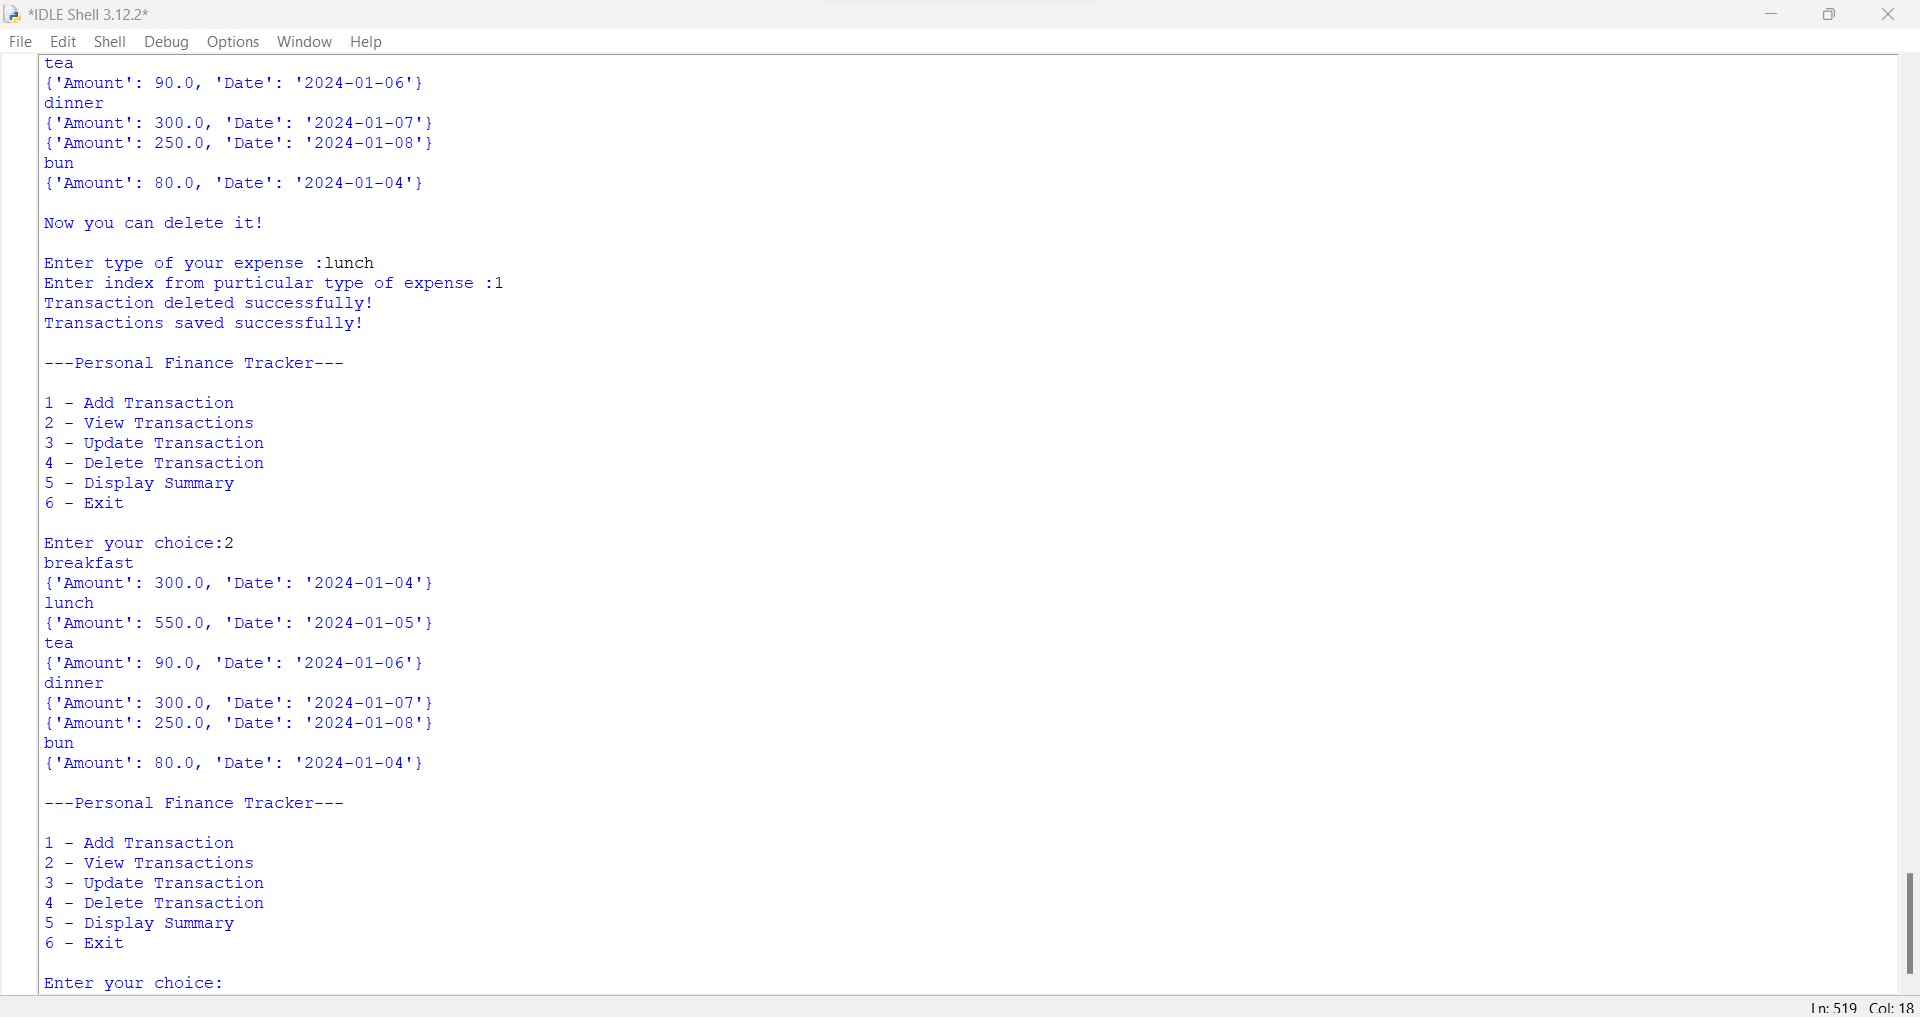 *IDLE Shell 3.12.2*
File Edit Shell Debug Options Window Help
tea
{'Amount': 90.0, 'Date': '2024-01-06'}
dinner
{'Amount': 300.0, 'Date': '2024-01-07'}
{'Amount': 250.0, 'Date': '2024-01-08'}
bun
{'Amount': 80.0, 'Date': '2024-01-04'}
Now you can delete it!
Enter type of your expense :lunch
Enter index from purticular type of expense :1
Transaction deleted successfully!
Transactions saved successfully!
---Personal Finance Tracker---
1 - Add Transaction
2 - View Transactions
3 - Update Transaction
4 - Delete Transaction
5 - Display Summary
6 - Exit
Enter your choice:2
breakfast
{'Amount': 300.0, 'Date': '2024-01-04'}
lunch
{'Amount': 550.0, 'Date': '2024-01-05'}
tea
{'Amount': 90.0, 'Date': '2024-01-06'}
dinner
{'Amount': 300.0, 'Date': '2024-01-07'}
{'Amount': 250.0, 'Date': '2024-01-08'}
bun
{'Amount': 80.0, 'Date': '2024-01-04'}
---Personal Finance Tracker---
1 - Add Transaction
2 - View Transactions
3 - Update Transaction
4 - Delete Transaction
5 - Display Summary
6 - Exit
Enter your choice:
Ln: 519 Col: 18